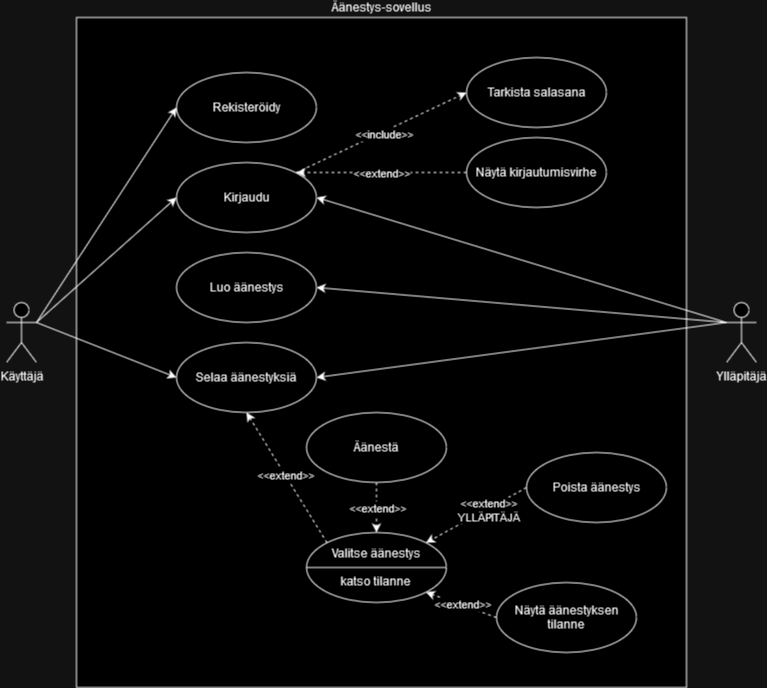 Äänestys-sovellus
Rekisteröidy
Tarkista salasana
<<include>>
<<extend>>
Näytä kirjautumisvirhe
Kirjaudu
Luo äänestys
Käyttäjä
Ylläpitäjä
Selaa äänestyksiä
Äänestä
<<extend>>
<<extend>>
<<extend>>
YLLÄPITÄJÄ
Poista äänestys
Valitse äänestys
katso tilanne
<<extend>>
Näytä äänestyksen
tilanne